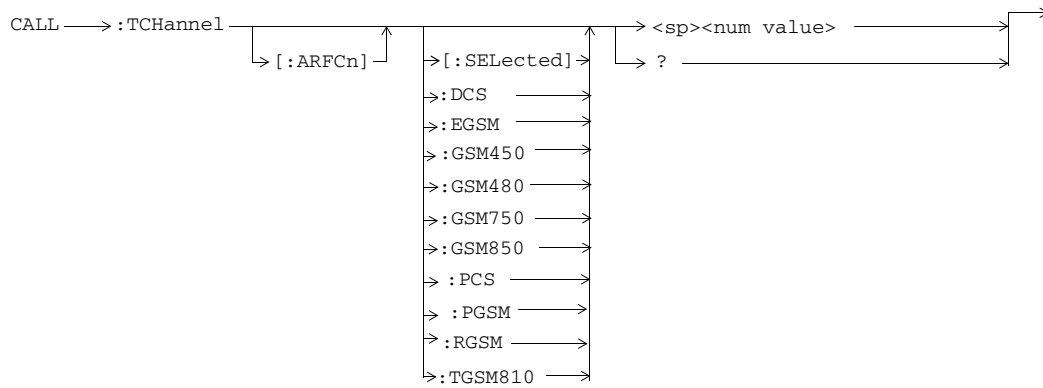 CALL :TCHannel <sp><num value>
[:ARFCn] [:SELected] ?
:DCS
:EGSM
:GSM450
:GSM480
:GSM750
:GSM850
:PCS
:PGSM
:RGSM
:TGSM810